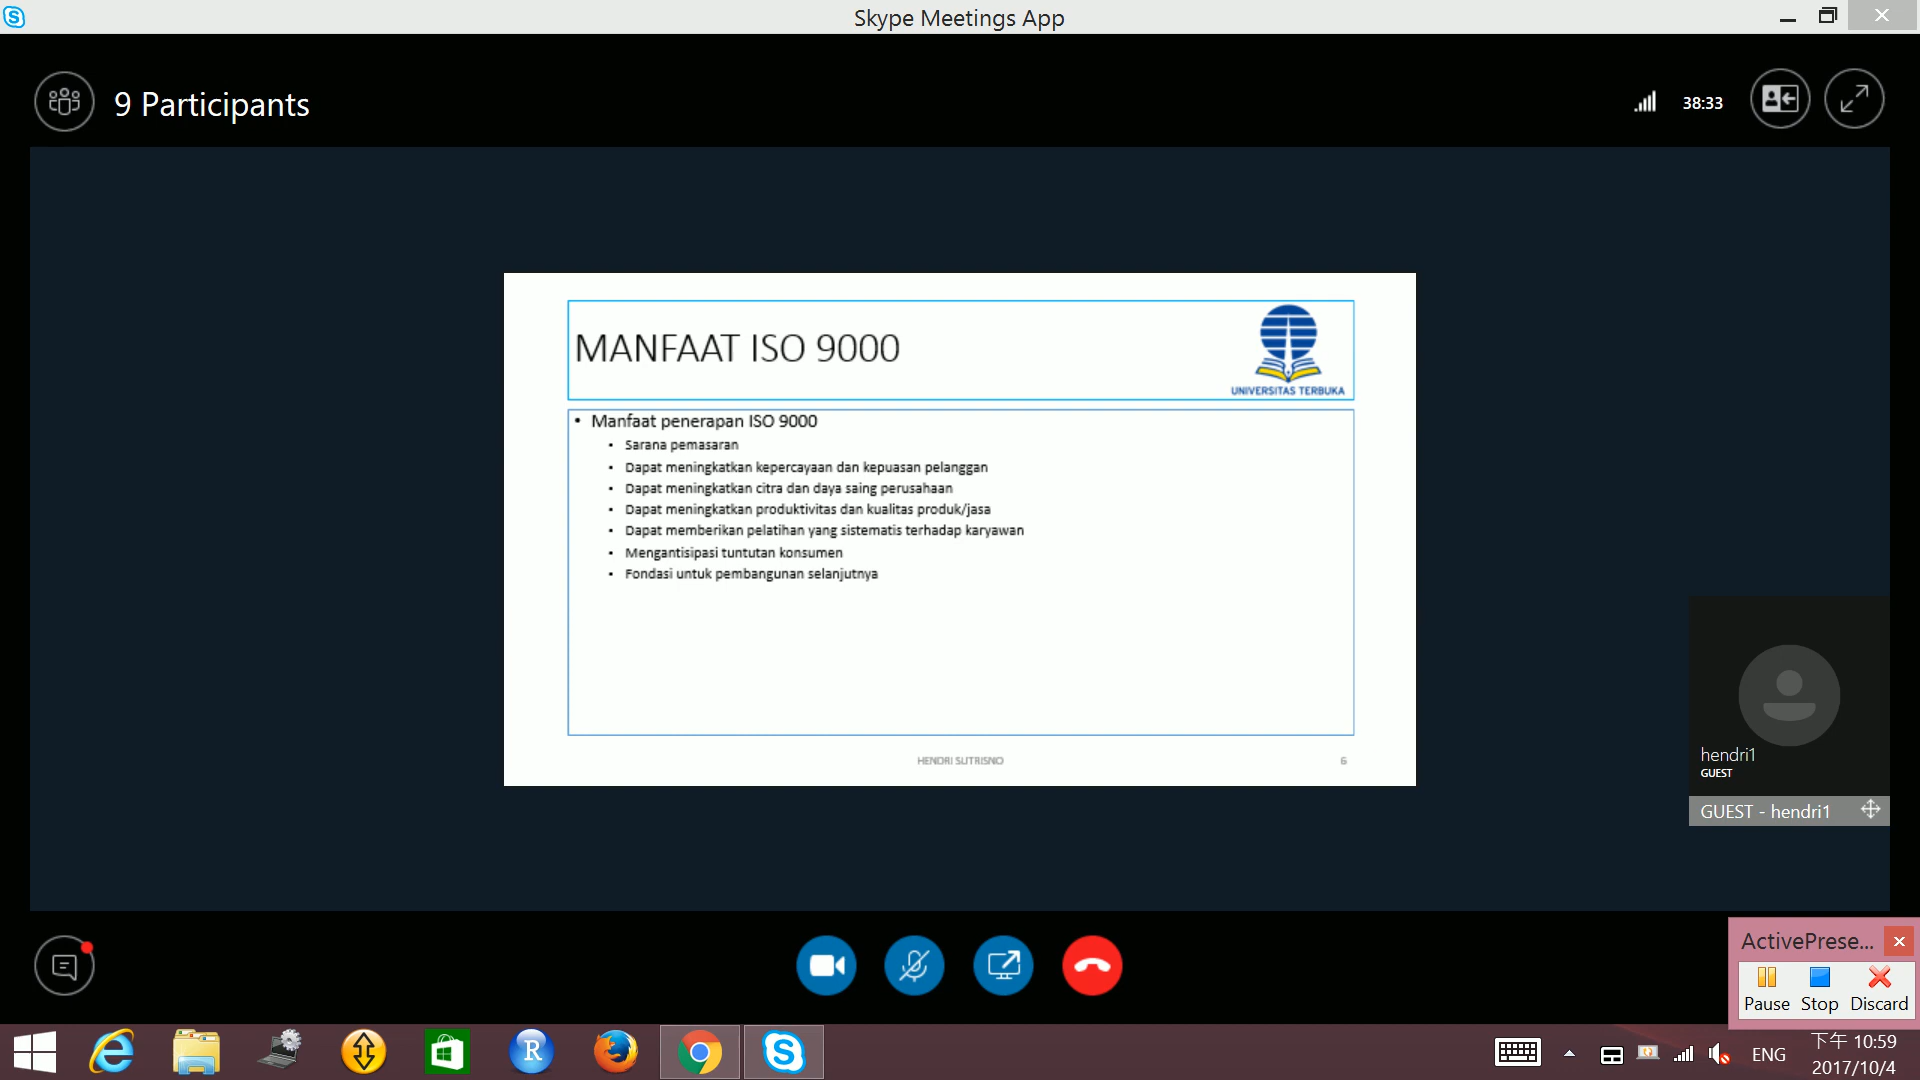 Skype Meetings App
9 Participants
38:33
MANFAAT ISO 9000
UNIVERSITAS TERBUKA
• Manfaat penerapan ISO 9000
• Sarana pemasaran
• Dapat meningkatkan kepercayaan dan kepuasan pelanggan
• Dapat meningkatkan citra dan daya saing perusahaan
• Dapat meningkatkan produktivitas dan kualitas produk/jasa
• Dapat memberikan pelatihan yang sistematis terhadap karyawan
• Mengantisipasi tuntutan konsumen
• Fondasi untuk pembangunan selanjutnya
HENDRI SUTRISNO
6
hendri1
GUEST
GUEST - hendri1
ActivePrese...
Pause Stop Discard
ENG
下午 10:59
2017/10/4